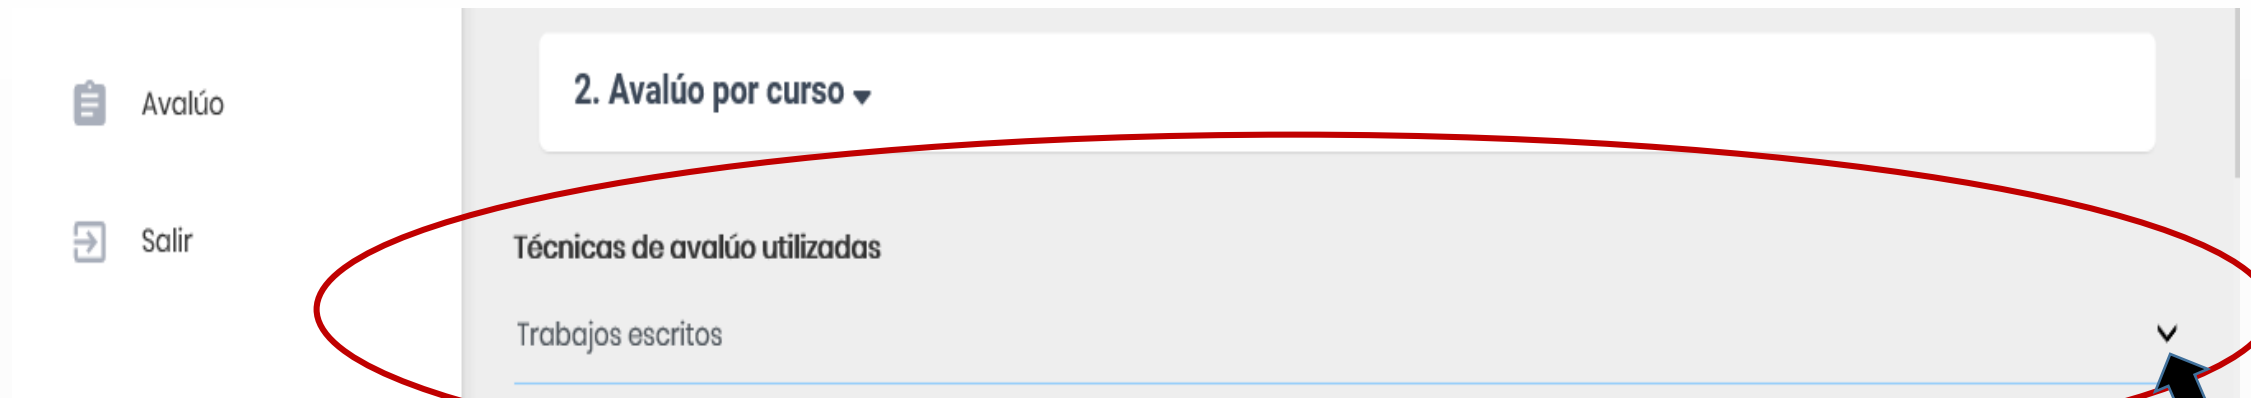 Avalúo
Salir
2. Avalúo por curso
Técnicas de avalúo utilizadas
Trabajos escritos